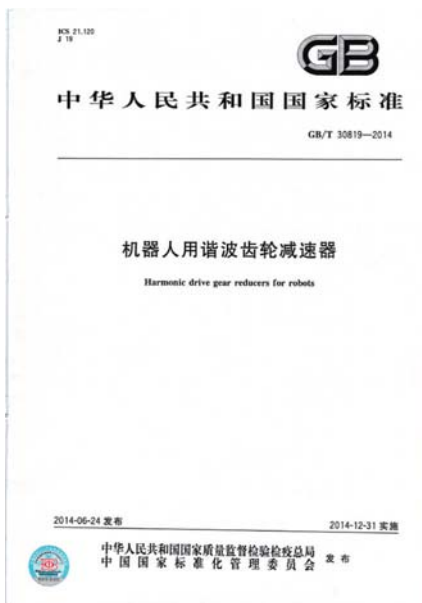 ICS 21.120
J 19
GB
中华人民共和国国家标准
GB/T 30819—2014
机器人用谐波齿轮减速器
Harmonic drive gear reducers for robots
2014-06-24 发布
2014-12-31 实施
中华人民共和国国家质量监督检验检疫总局
中国国家标准化管理委员会
发布